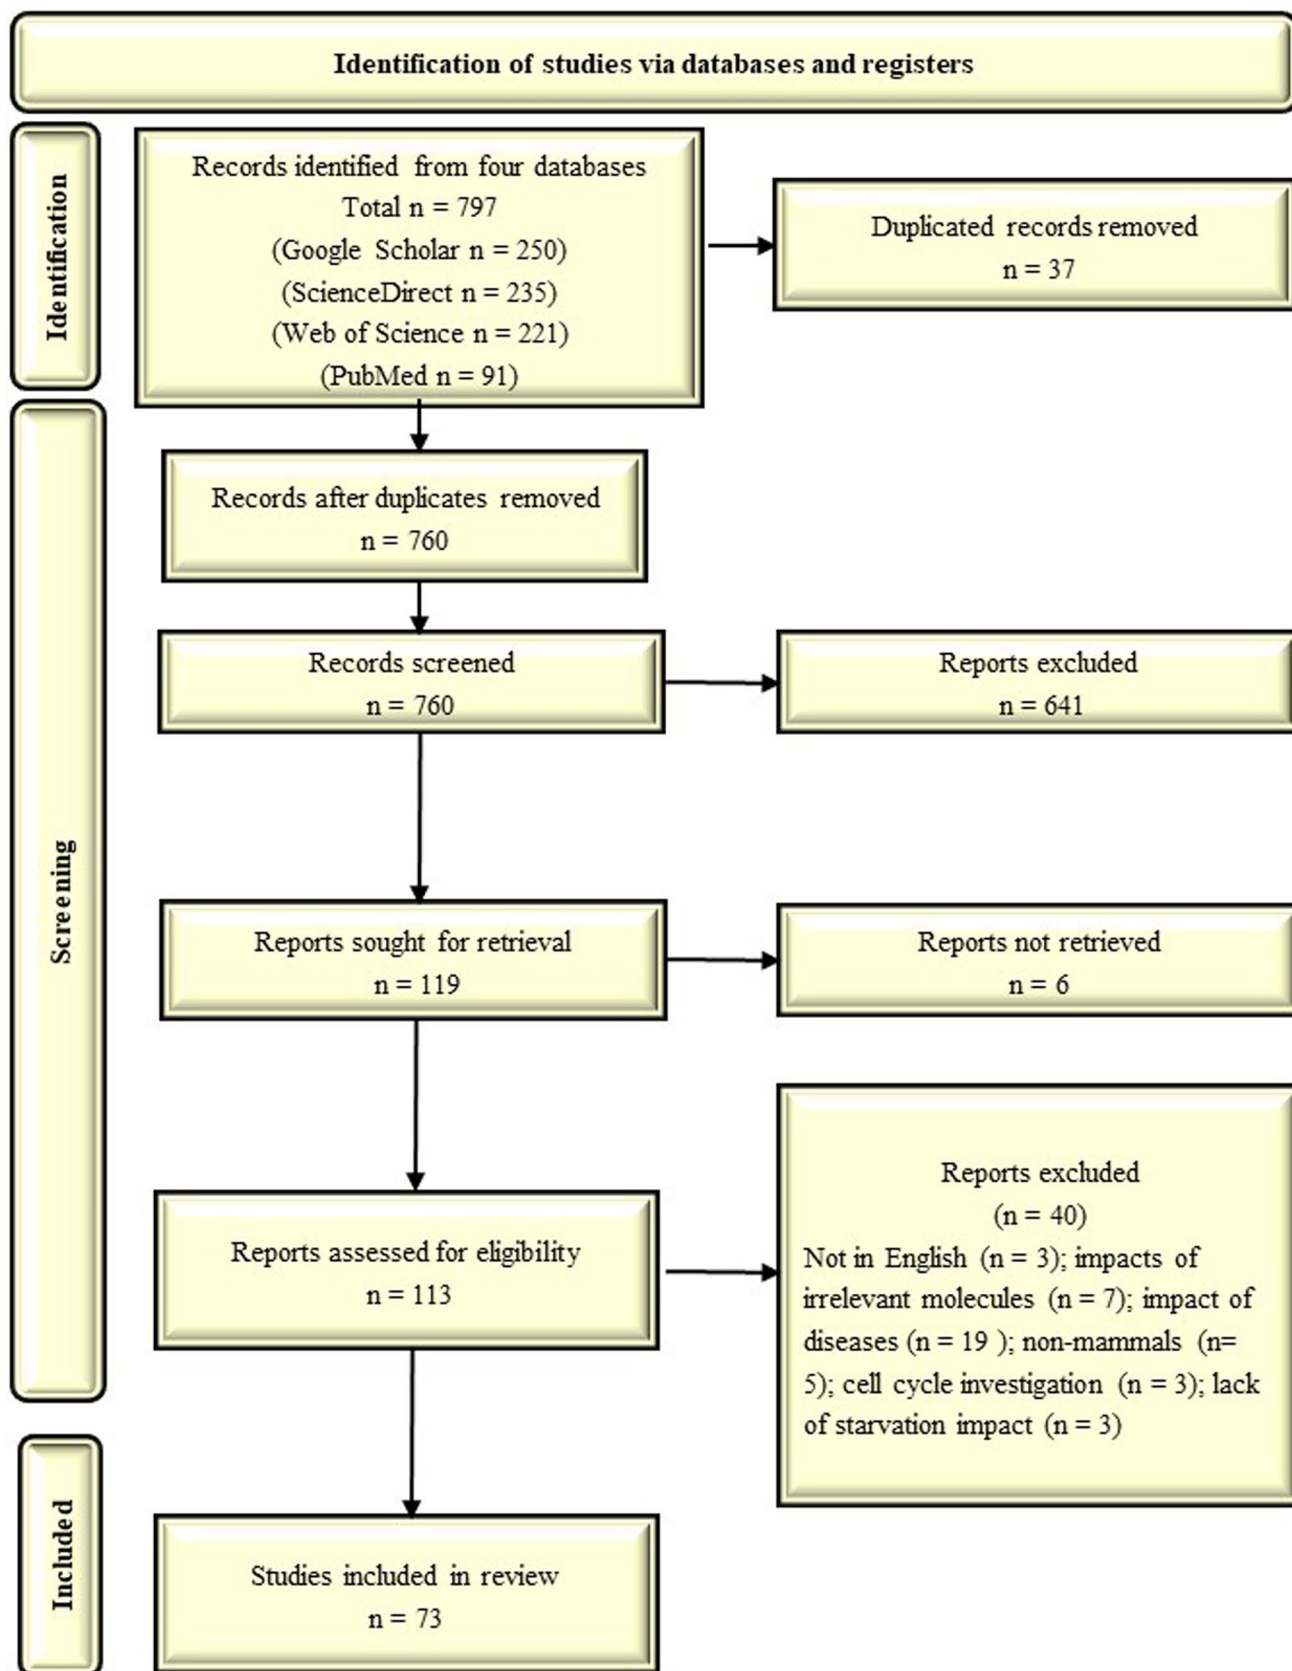 Identification of studies via databases and registers
Identification
Records identified from four databases
Total n = 797
(Google Scholar n = 250)
(ScienceDirect n = 235)
(Web of Science n = 221)
(PubMed n = 91)
Duplicated records removed
n = 37
Screening
Records after duplicates removed
n = 760
Records screened
n = 760
Reports excluded
n = 641
Reports sought for retrieval
n = 119
Reports not retrieved
n = 6
Reports assessed for eligibility
n = 113
Reports excluded
(n = 40)
Not in English (n = 3); impacts of
irrelevant molecules (n = 7); impact of
diseases (n = 19 ); non-mammals (n=
5); cell cycle investigation (n = 3); lack
of starvation impact (n = 3)
Included
Studies included in review
n = 73